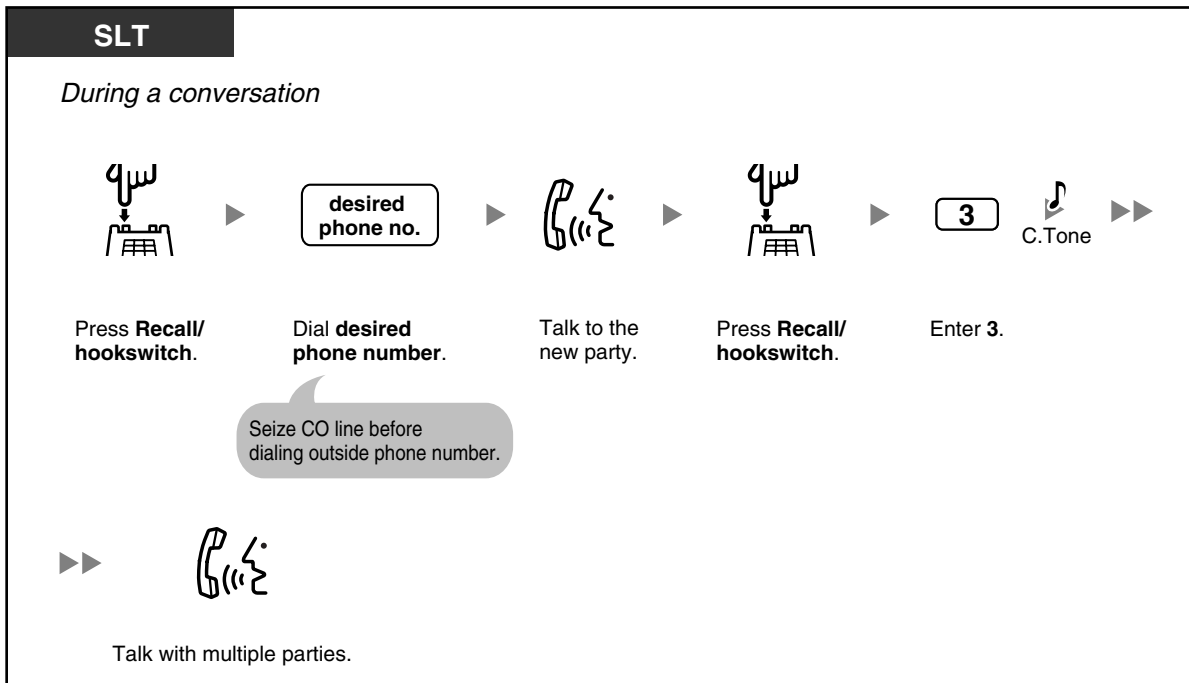 SLT
During a conversation
desired
phone no.
3
C.Tone
Press Recall/
hookswitch.
Dial desired
phone number.
Talk to the
new party.
Press Recall/
hookswitch.
Enter 3.
Seize CO line before
dialing outside phone number.
Talk with multiple parties.